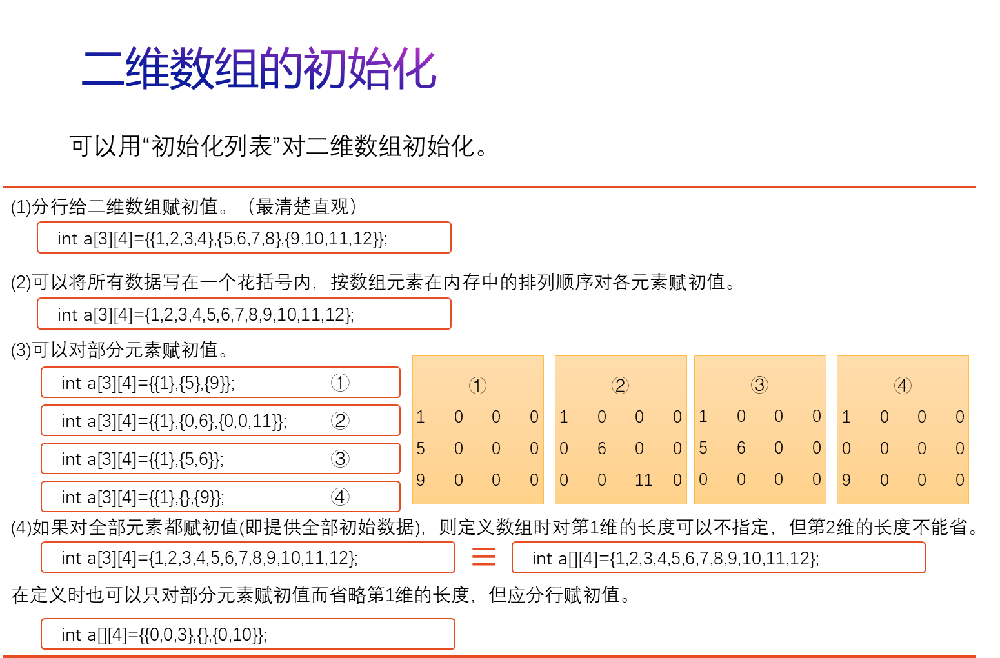 二维数组的初始化
可以用“初始化列表”对二维数组初始化。
(1)分行给二维数组赋初值。（最清楚直观）
int a[3][4]={{1,2,3,4},{5,6,7,8},{9,10,11,12}};
(2)可以将所有数据写在一个花括号内，按数组元素在内存中的排列顺序对各元素赋初值。
int a[3][4]={1,2,3,4,5,6,7,8,9,10,11,12};
(3)可以对部分元素赋初值。
int a[3][4]={{1},{5},{9}}; ①
int a[3][4]={{1},{0,6},{0,0,11}}; ②
int a[3][4]={{1},{5,6}}; ③
int a[3][4]={{1},{},{9}}; ④
①
1 0 0 0
5 0 0 0
9 0 0 0
②
1 0 0 0
0 6 0 0
0 0 11 0
③
1 0 0 0
5 6 0 0
0 0 0 0
④
1 0 0 0
0 0 0 0
9 0 0 0
(4)如果对全部元素都赋初值(即提供全部初始数据)，则定义数组时对第1维的长度可以不指定，但第2维的长度不能省。
int a[3][4]={1,2,3,4,5,6,7,8,9,10,11,12}; ≡ int a[][4]={1,2,3,4,5,6,7,8,9,10,11,12};
在定义时也可以只对部分元素赋初值而省略第1维的长度，但应分行赋初值。
int a[][4]={{0,0,3},{},{0,10}};